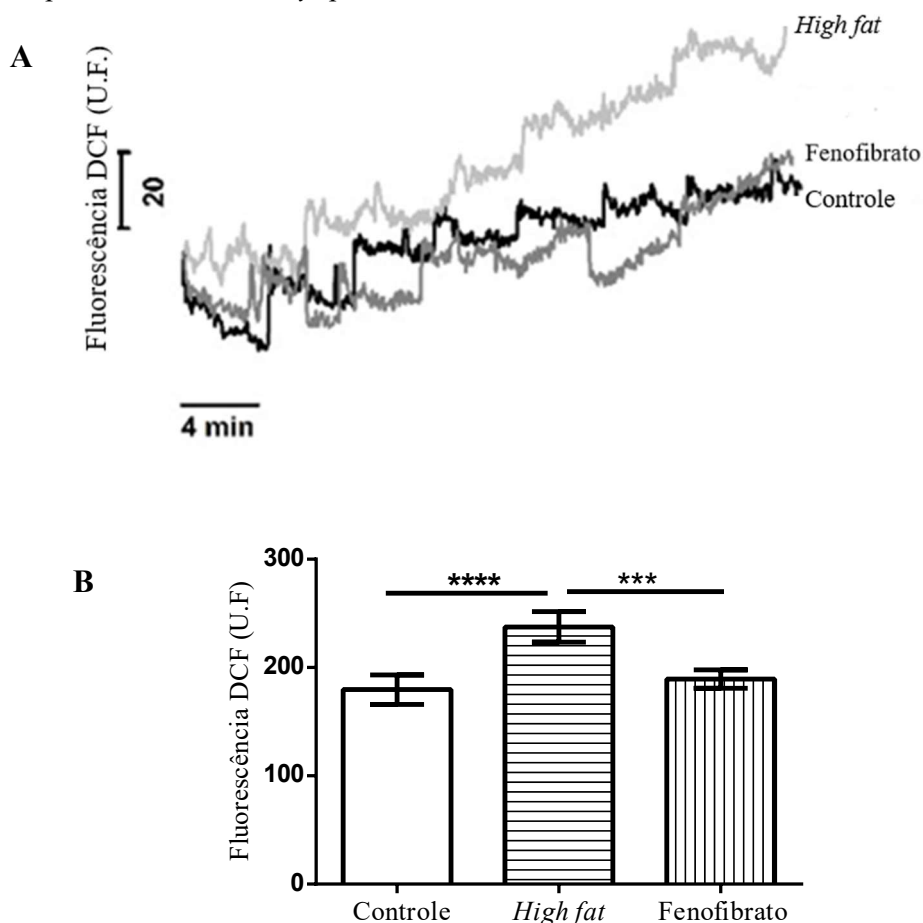 High fat
A
Fluorescência DCF (U.F.)
20
Fenofibrato
Controle
4 min
B
Fluorescência DCF (U.F)
300
200
100
0
****
***
Controle High fat Fenofibrato